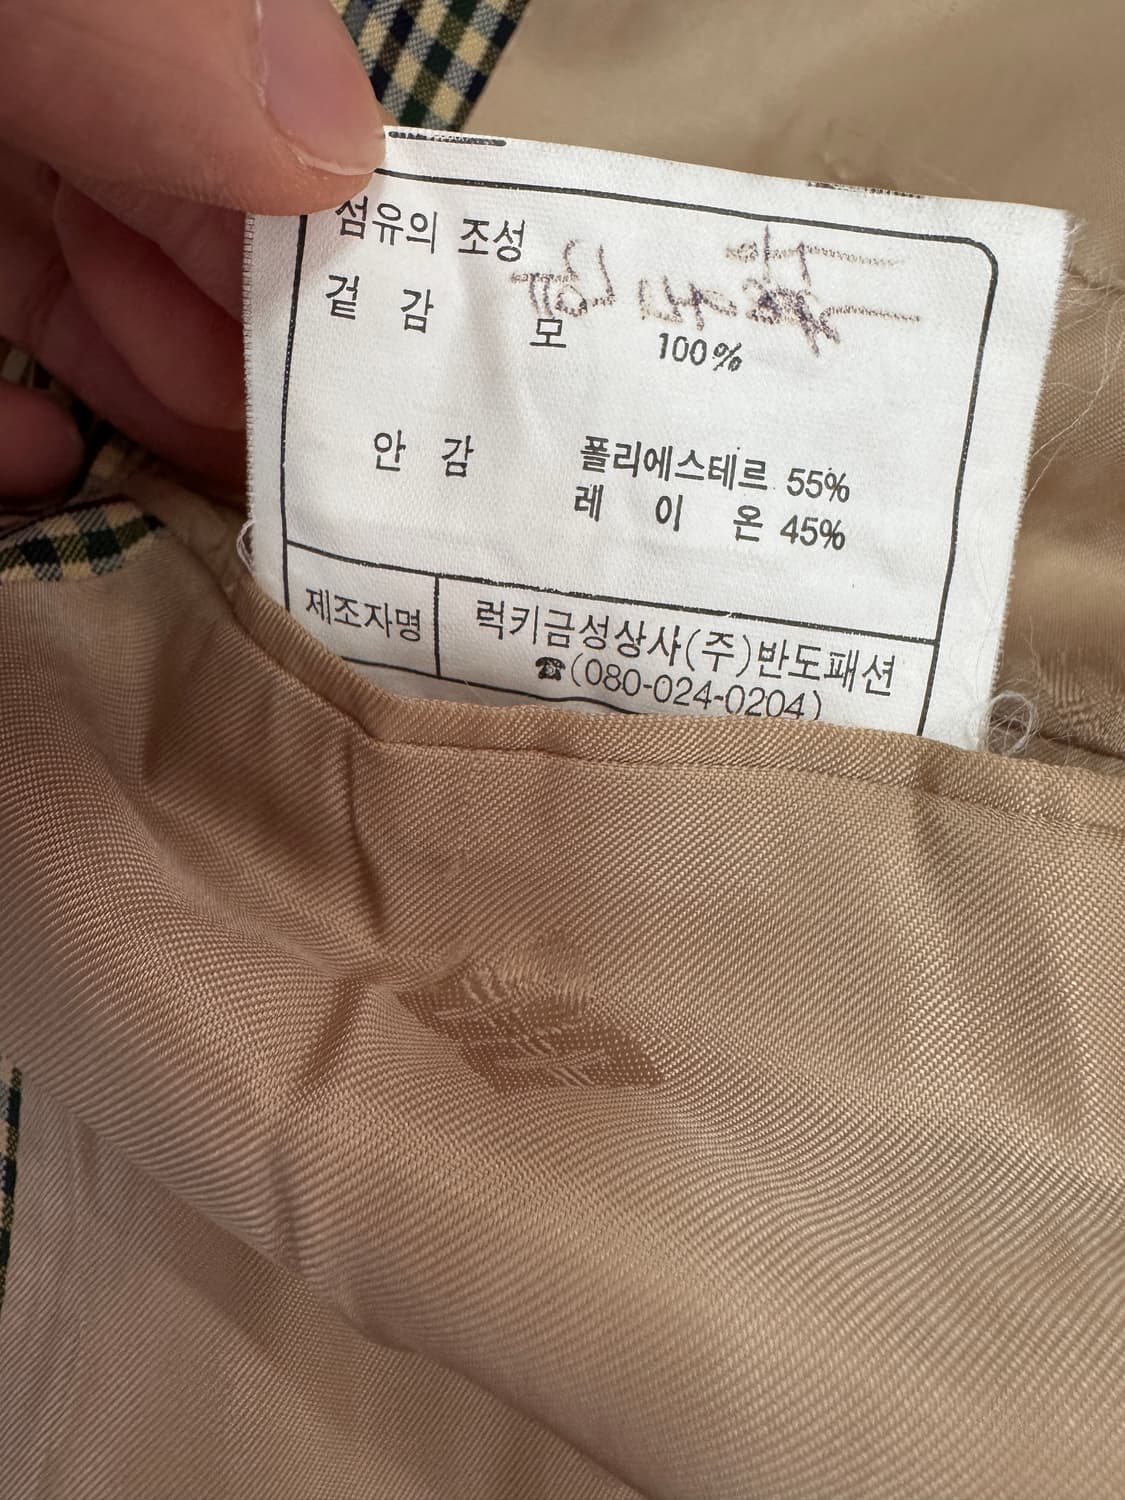 섬유의 조성
겉 감 모 100%
안 감 폴리에스테르 55%
레 이 온 45%
제조자명 럭키금성상사(주)반도패션
☎(080-024-0204)